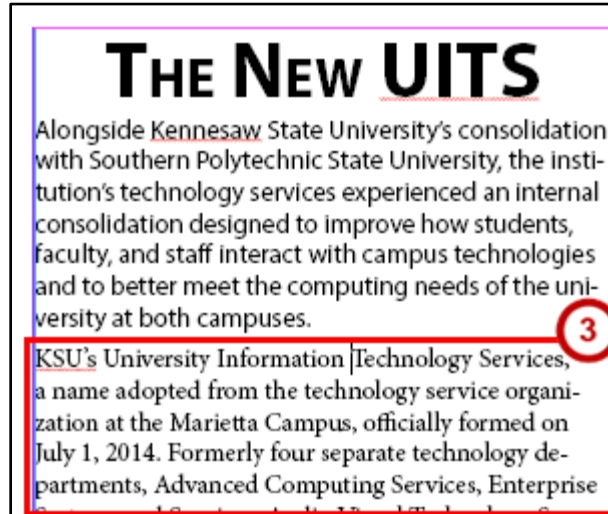 THE NEW UITS
Alongside Kennesaw State University's consolidation
with Southern Polytechnic State University, the insti-
tution's technology services experienced an internal
consolidation designed to improve how students,
faculty, and staff interact with campus technologies
and to better meet the computing needs of the uni-
versity at both campuses.
3
KSU's University Information Technology Services,
a name adopted from the technology service organi-
zation at the Marietta Campus, officially formed on
July 1, 2014. Formerly four separate technology de-
partments, Advanced Computing Services, Enterprise